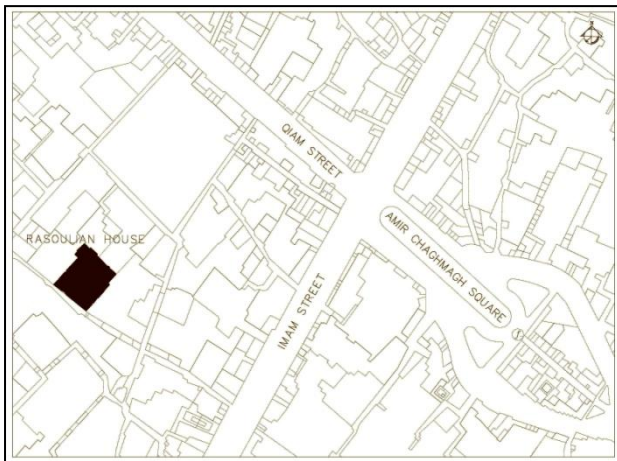 QIAM STREET
RASOULIAN HOUSE
AMIR CHAGHMAGH SQUARE
IMAM STREET